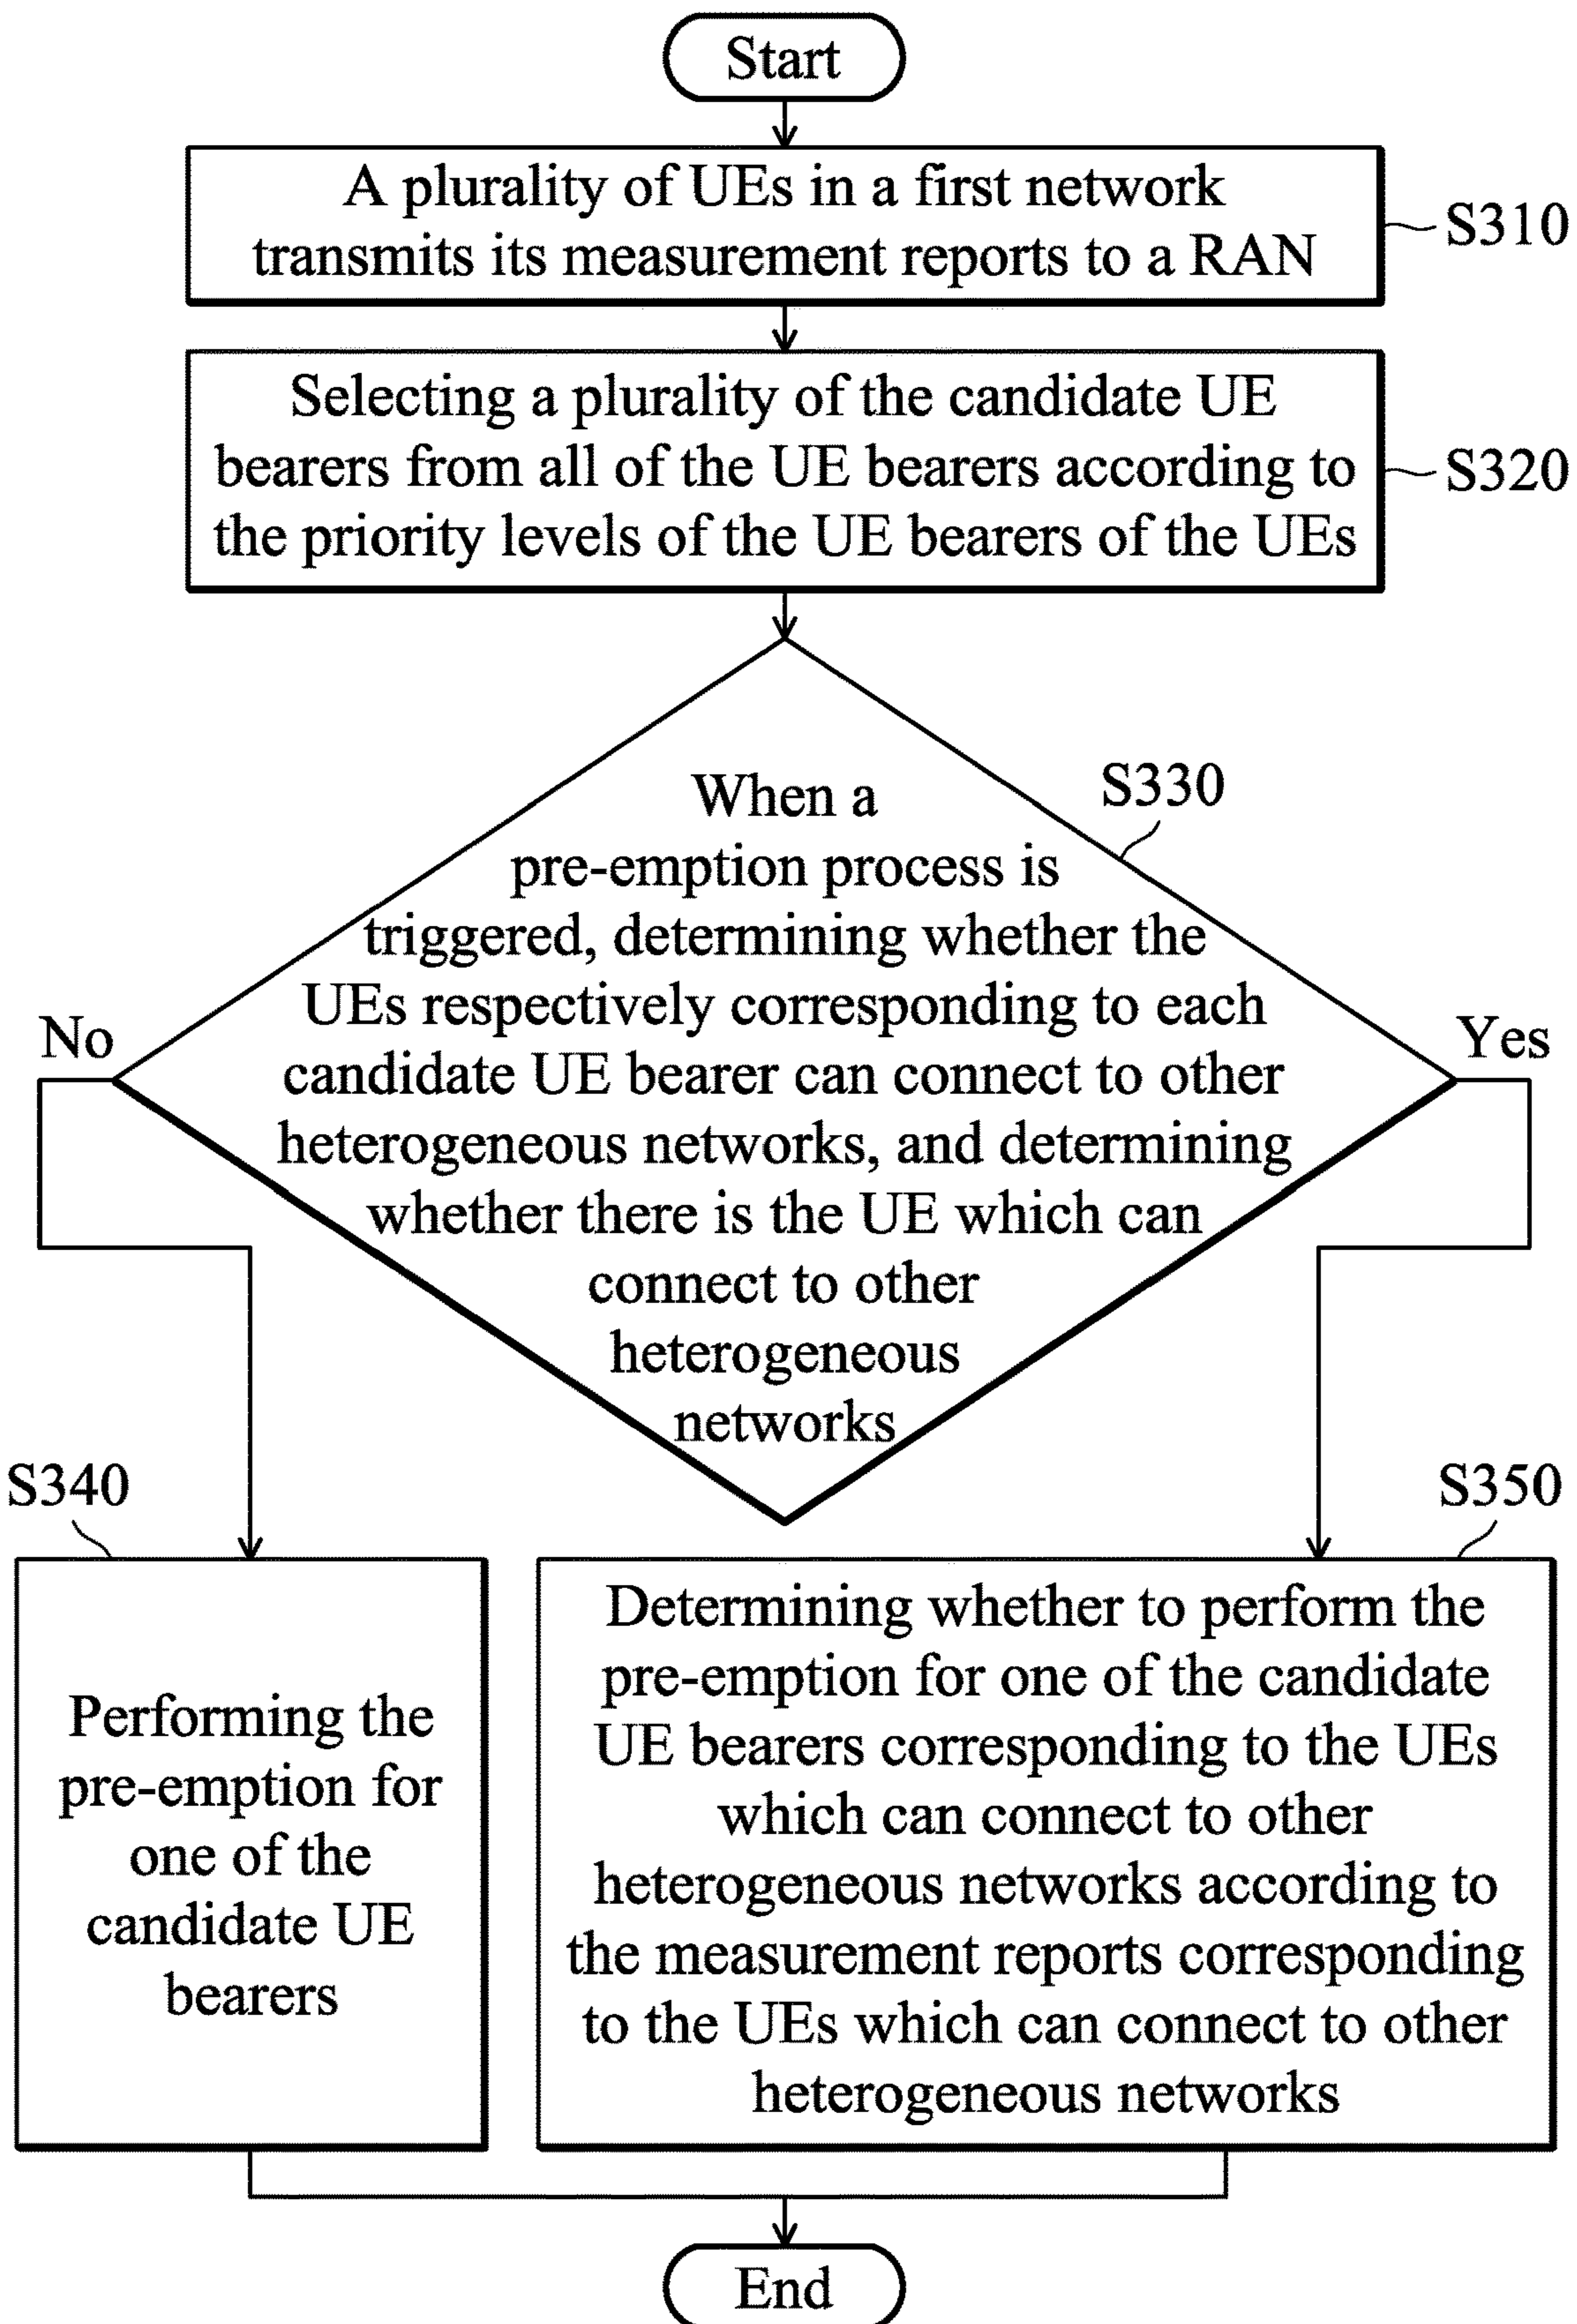 Start
A plurality of UEs in a first network
transmits its measurement reports to a RAN
S310
Selecting a plurality of the candidate UE
bearers from all of the UE bearers according to
the priority levels of the UE bearers of the UEs
S320
When a
pre-emption process is
triggered, determining whether the
UEs respectively corresponding to each
candidate UE bearer can connect to other
heterogeneous networks, and determining
whether there is the UE which can
connect to other
heterogeneous
networks
S330
No
Yes
S340
Performing the
pre-emption for
one of the
candidate UE
bearers
S350
Determining whether to perform the
pre-emption for one of the candidate
UE bearers corresponding to the UEs
which can connect to other
heterogeneous networks according to
the measurement reports corresponding
to the UEs which can connect to other
heterogeneous networks
End